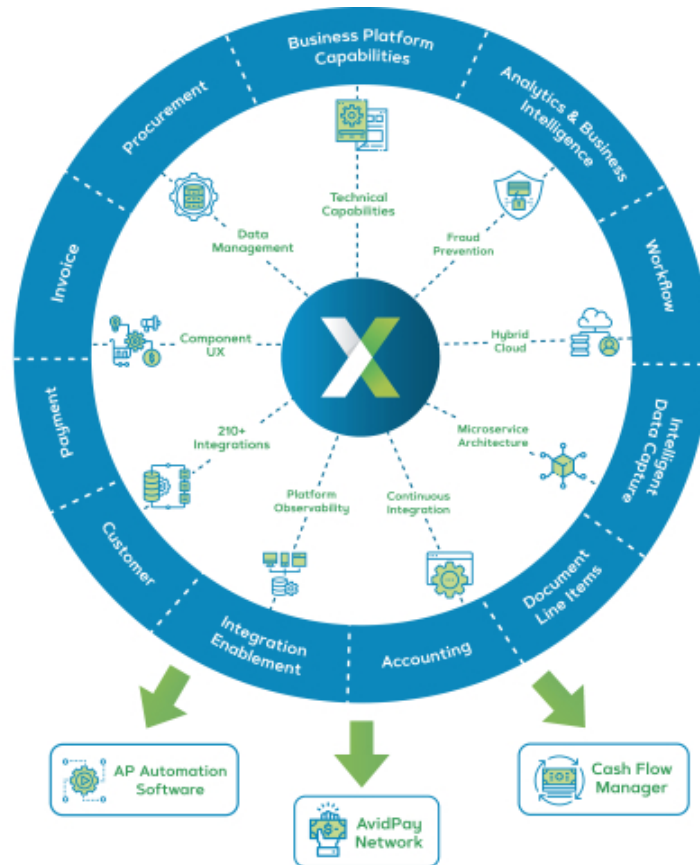 Business Platform
Capabilities
Analytics & Business
Intelligence
Workflow
Intelligent
Data Capture
Document
Line Items
Accounting
Integration
Enablement
Customer
Payment
Invoice
Procurement
Technical
Capabilities
Fraud
Prevention
Hybrid
Cloud
Microservice
Architecture
Continuous
Integration
Platform
Observability
210+
Integrations
Component
UX
Data
Management
X
AP Automation
Software
AvidPay
Network
Cash Flow
Manager